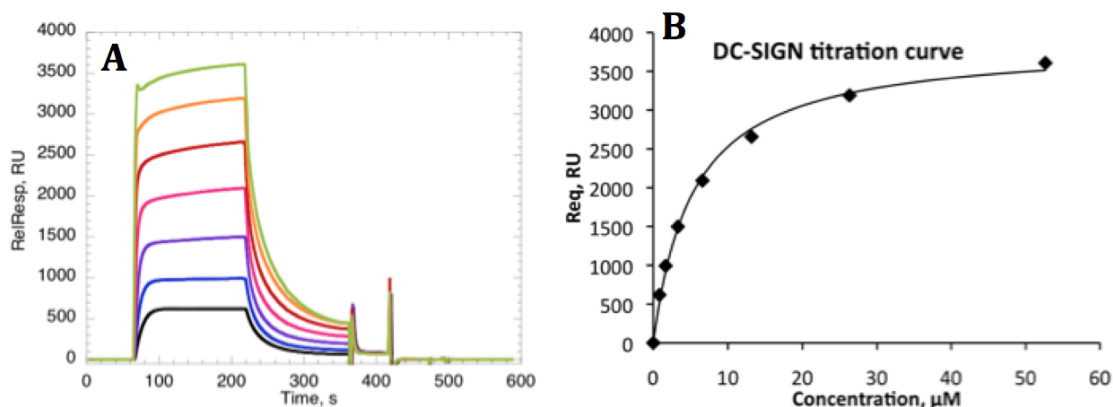 A
RelResp, RU
4000
3500
3000
2500
2000
1500
1000
500
0
0 100 200 300 400 500 600
Time, s
B
DC-SIGN titration curve
Req, RU
4000
3500
3000
2500
2000
1500
1000
500
0
0 10 20 30 40 50 60
Concentration, µM